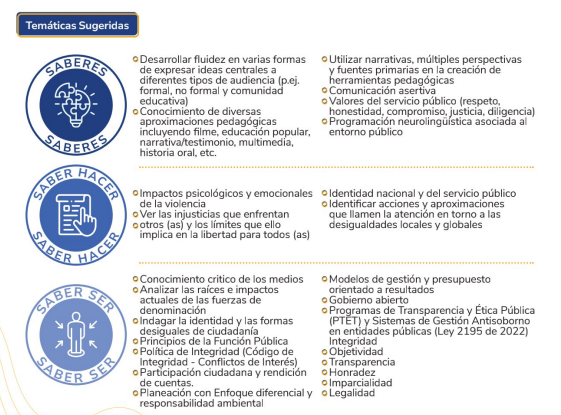 Temáticas Sugeridas
SABERES
SABERES
Desarrollar fluidez en varias formas
de expresar ideas centrales a
diferentes tipos de audiencia (p.ej.
formal, no formal y comunidad
educativa)
Conocimiento de diversas
aproximaciones pedagógicas
incluyendo filme, educación popular,
narrativa/testimonio, multimedia,
historia oral, etc.
Utilizar narrativas, múltiples perspectivas
y fuentes primarias en la creación de
herramientas pedagógicas
Comunicación asertiva
Valores del servicio público (respeto,
honestidad, compromiso, justicia, diligencia)
Programación neurolingüística asociada al
entorno público
SABER HACER
SABER HACER
Impactos psicológicos y emocionales
de la violencia
Ver las injusticias que enfrentan
otros (as) y los límites que ello
implica en la libertad para todos (as)
Identidad nacional y del servicio público
Identificar acciones y aproximaciones
que llamen la atención en torno a las
desigualdades locales y globales
SABER SER
SABER SER
Conocimiento critico de los medios
Analizar las raíces e impactos
actuales de las fuerzas de
denominación
Indagar la identidad y las formas
desiguales de ciudadanía
Principios de la Función Pública
Política de Integridad (Código de
Integridad - Conflictos de Interés)
Participación ciudadana y rendición
de cuentas.
Planeación con Enfoque diferencial y
responsabilidad ambiental
Modelos de gestión y presupuesto
orientado a resultados
Gobierno abierto
Programas de Transparencia y Ética Pública
(PTET) y Sistemas de Gestión Antisoborno
en entidades públicas (Ley 2195 de 2022)
Integridad
Objetividad
Transparencia
Honradez
Imparcialidad
Legalidad